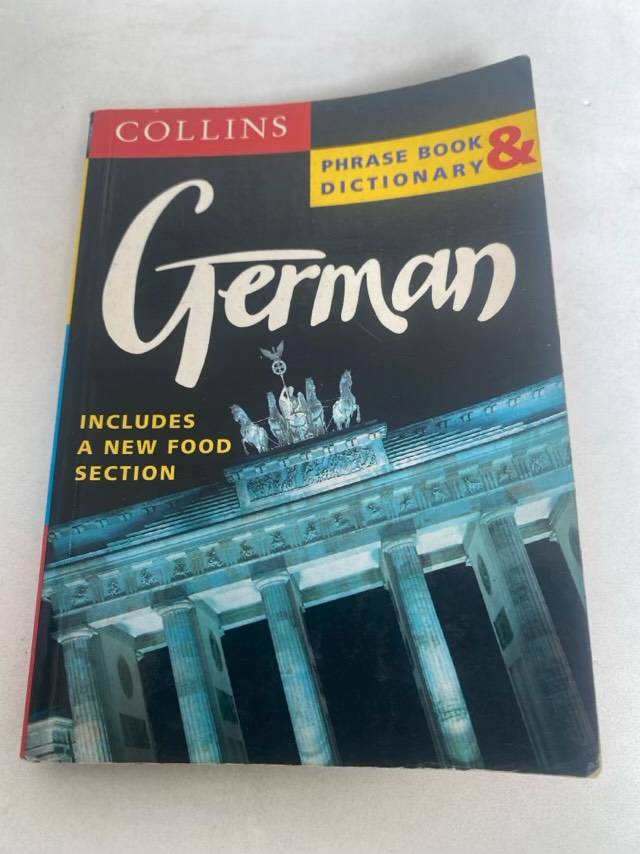 COLLINS
PHRASE BOOK &
DICTIONARY
German
INCLUDES
A NEW FOOD
SECTION